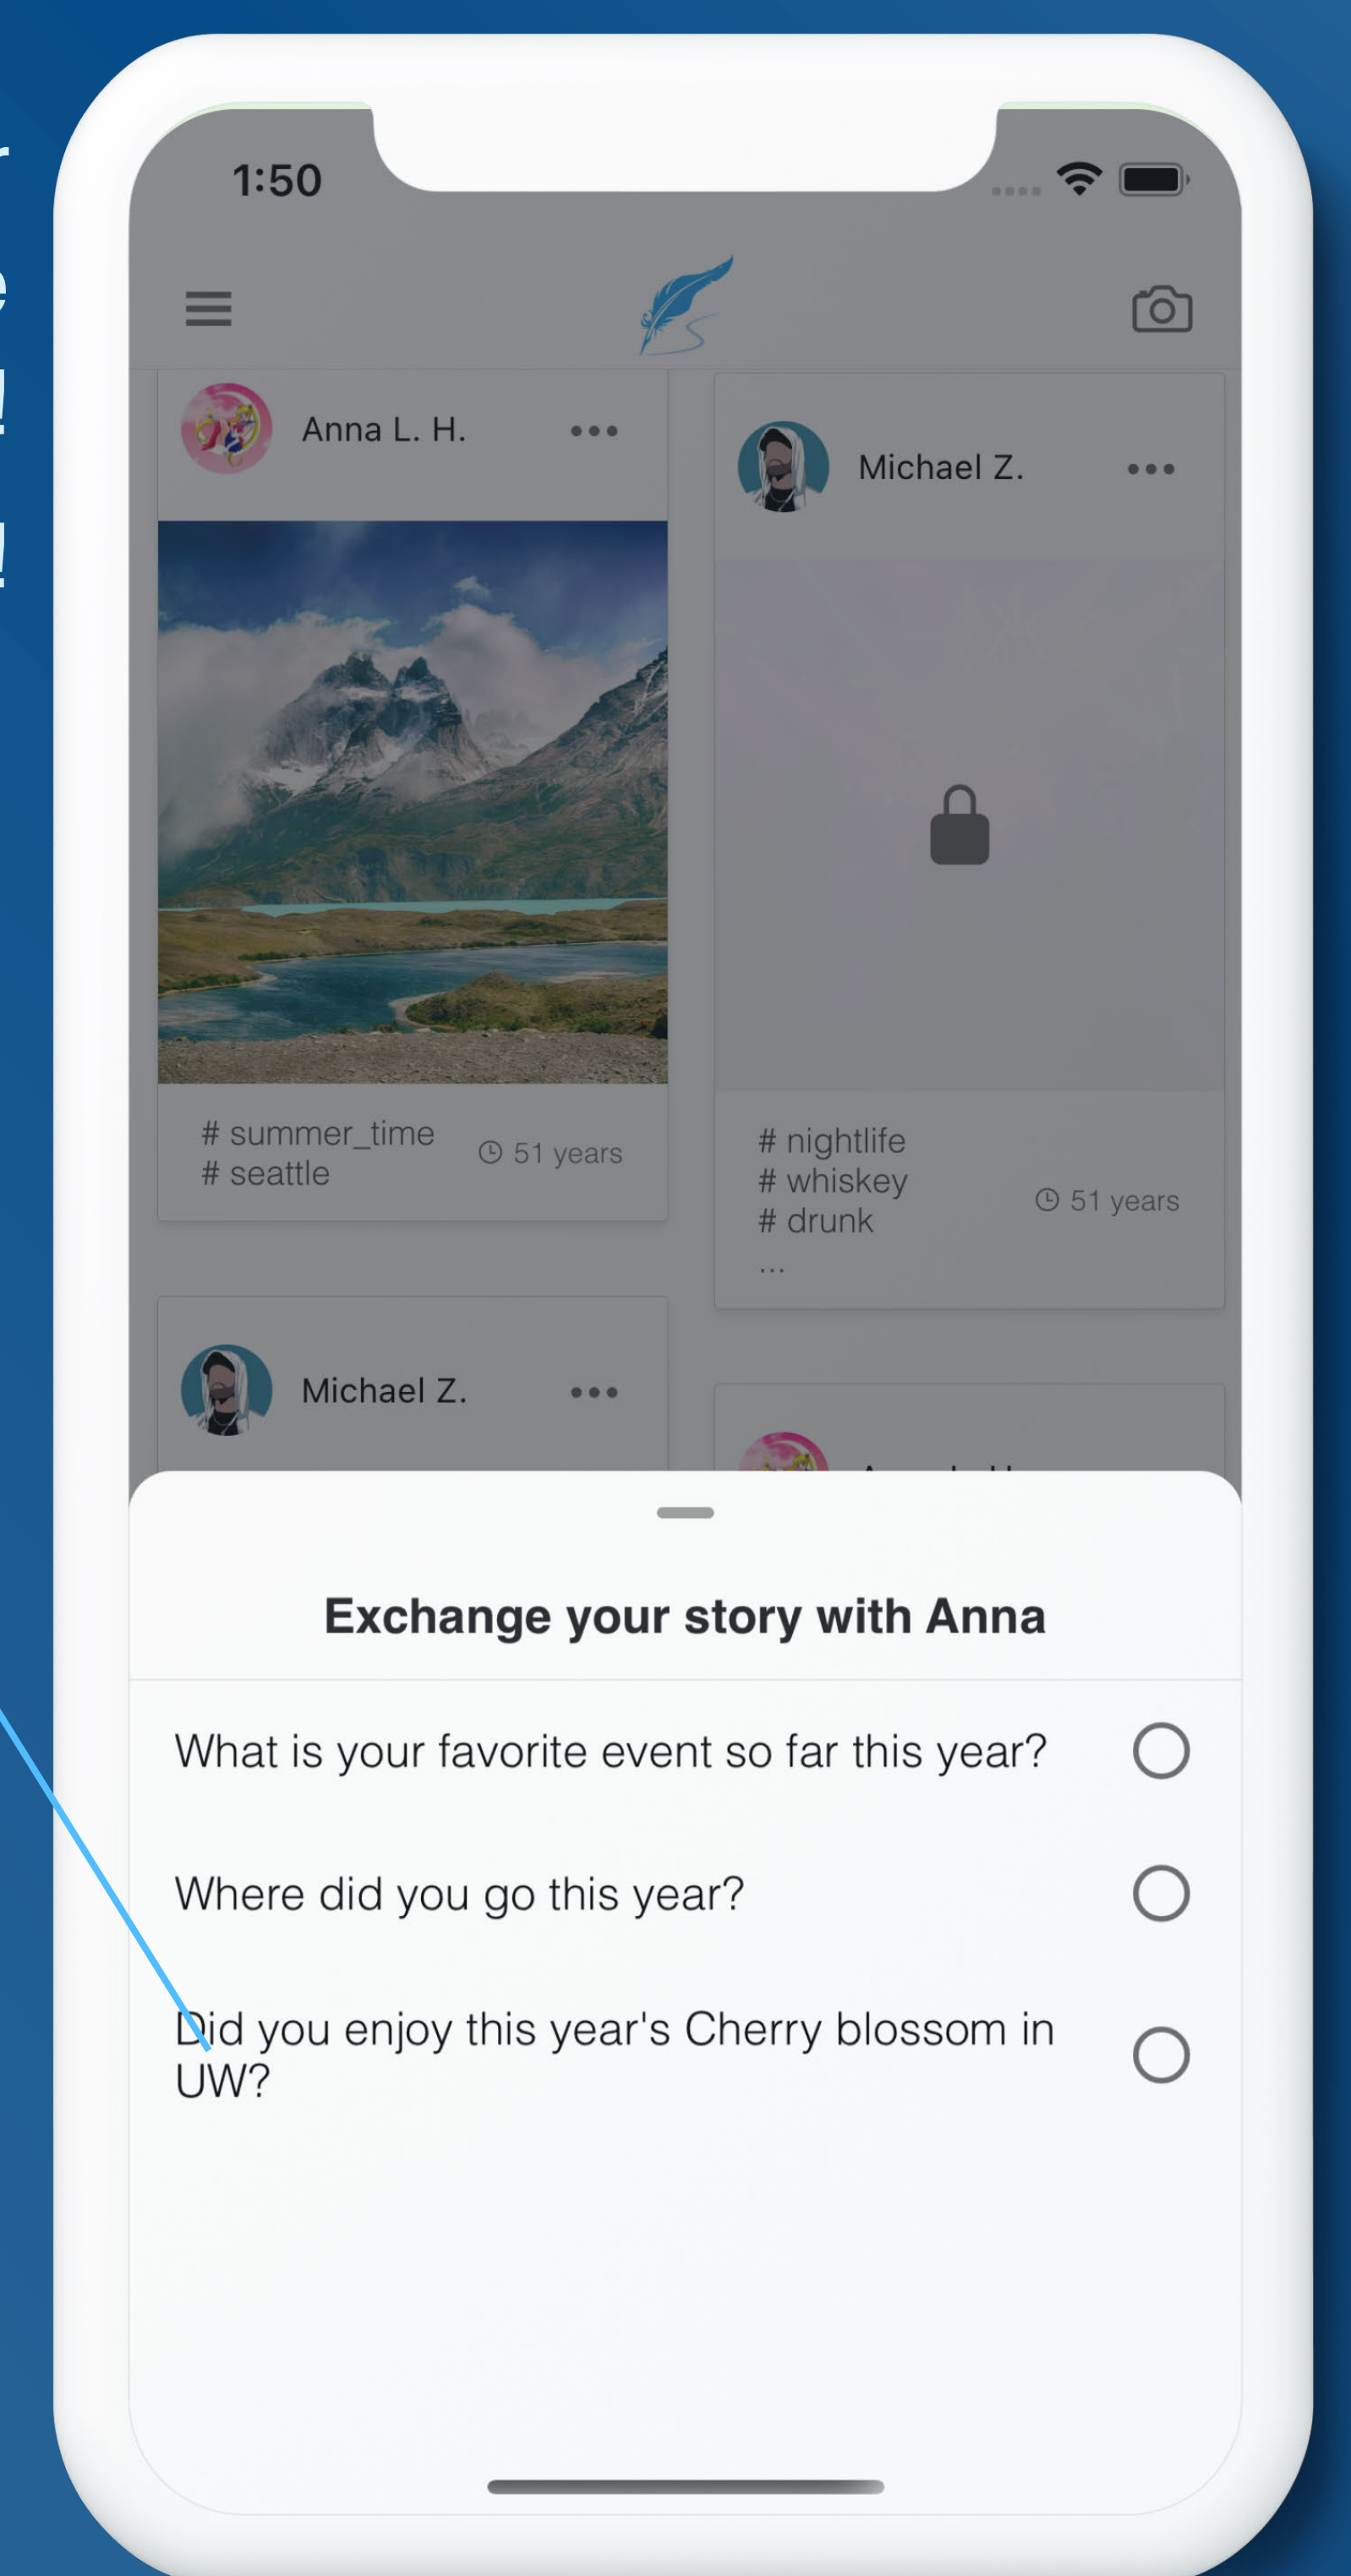 1:50
Anna L. H.
Michael Z.
# summer_time
# seattle
51 years
# nightlife
# whiskey
# drunk
...
51 years
Michael Z.
Exchange your story with Anna
What is your favorite event so far this year?
Where did you go this year?
Did you enjoy this year's Cherry blossom in
UW?